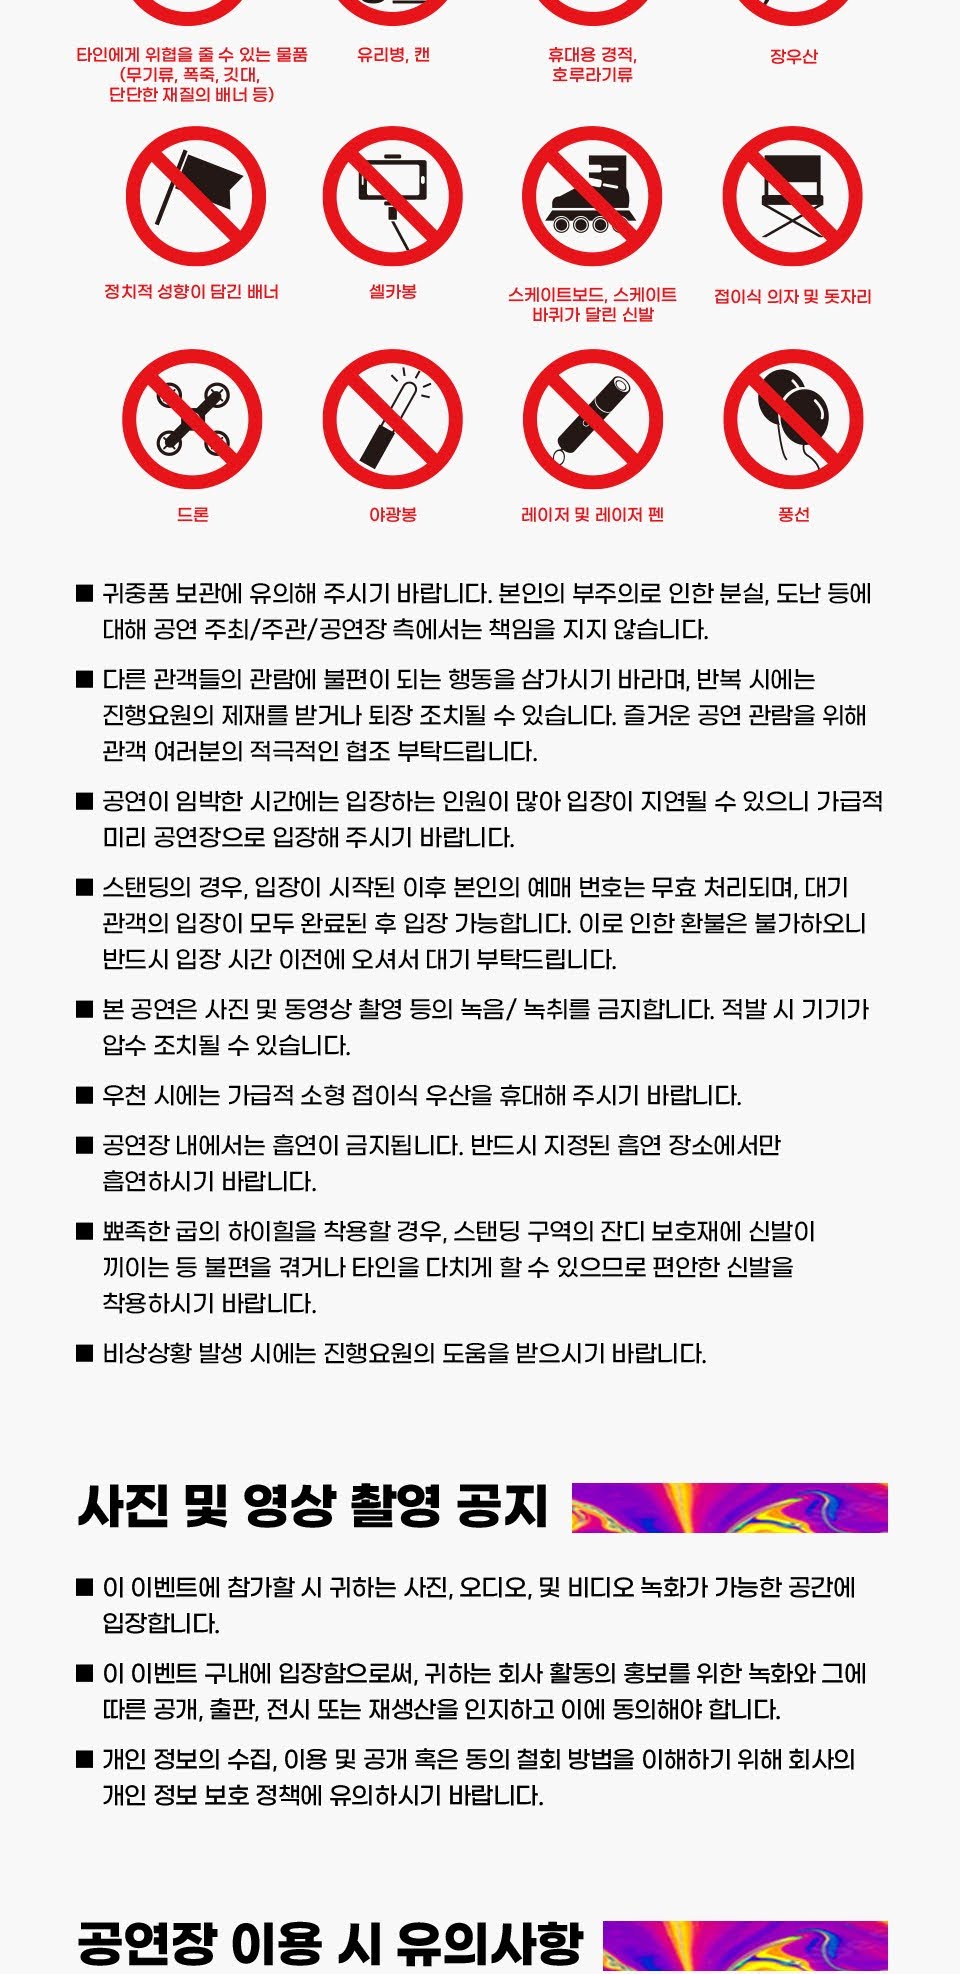 타인에게 위협을 줄 수 있는 물품
(무기류, 폭죽, 깃대,
단단한 재질의 배너 등)
유리병, 캔
휴대용 경적,
호루라기류
장우산
정치적 성향이 담긴 배너
셀카봉
스케이트보드, 스케이트
바퀴가 달린 신발
접이식 의자 및 돗자리
드론
야광봉
레이저 및 레이저 펜
풍선
■ 귀중품 보관에 유의해 주시기 바랍니다. 본인의 부주의로 인한 분실, 도난 등에
대해 공연 주최/주관/공연장 측에서는 책임을 지지 않습니다.
■ 다른 관객들의 관람에 불편이 되는 행동을 삼가시기 바라며, 반복 시에는
진행요원의 제재를 받거나 퇴장 조치될 수 있습니다. 즐거운 공연 관람을 위해
관객 여러분의 적극적인 협조 부탁드립니다.
■ 공연이 임박한 시간에는 입장하는 인원이 많아 입장이 지연될 수 있으니 가급적
미리 공연장으로 입장해 주시기 바랍니다.
■ 스탠딩의 경우, 입장이 시작된 이후 본인의 예매 번호는 무효 처리되며, 대기
관객의 입장이 모두 완료된 후 입장 가능합니다. 이로 인한 환불은 불가하오니
반드시 입장 시간 이전에 오셔서 대기 부탁드립니다.
■ 본 공연은 사진 및 동영상 촬영 등의 녹음/ 녹취를 금지합니다. 적발 시 기기가
압수 조치될 수 있습니다.
■ 우천 시에는 가급적 소형 접이식 우산을 휴대해 주시기 바랍니다.
■ 공연장 내에서는 흡연이 금지됩니다. 반드시 지정된 흡연 장소에서만
흡연하시기 바랍니다.
■ 뾰족한 굽의 하이힐을 착용할 경우, 스탠딩 구역의 잔디 보호재에 신발이
끼이는 등 불편을 겪거나 타인을 다치게 할 수 있으므로 편안한 신발을
착용하시기 바랍니다.
■ 비상상황 발생 시에는 진행요원의 도움을 받으시기 바랍니다.
사진 및 영상 촬영 공지
■ 이 이벤트에 참가할 시 귀하는 사진, 오디오, 및 비디오 녹화가 가능한 공간에
입장합니다.
■ 이 이벤트 구내에 입장함으로써, 귀하는 회사 활동의 홍보를 위한 녹화와 그에
따른 공개, 출판, 전시 또는 재생산을 인지하고 이에 동의해야 합니다.
■ 개인 정보의 수집, 이용 및 공개 혹은 동의 철회 방법을 이해하기 위해 회사의
개인 정보 보호 정책에 유의하시기 바랍니다.
공연장 이용 시 유의사항